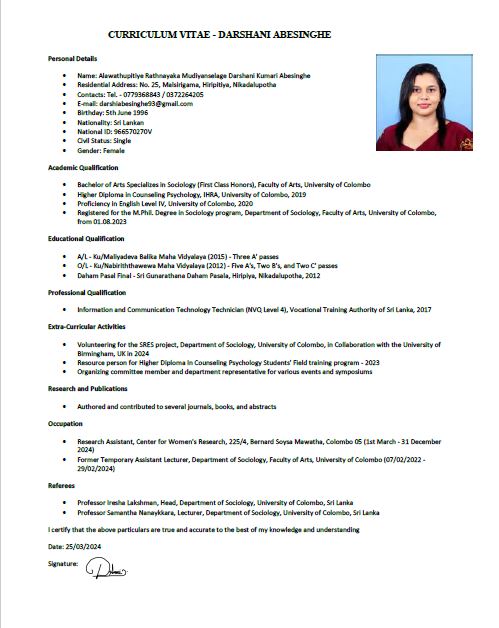 CURRICULUM VITAE - DARSHANI ABESINGHE
Personal Details
• Name: Alawathupitiya Rathnayaka Mudiyanselage Darshani Kumari Abesinghe
• Residential Address: No. 25, Maisirigama, Hiripitiya, Nikadalupotha
• Contacts: Tel. - 0779368843 / 0372264205
• E-mail: darshiabesinghe93@gmail.com
• Birthday: 5th June 1996
• Nationality: Sri Lankan
• National ID: 966570270V
• Civil Status: Single
• Gender: Female
Academic Qualification
• Bachelor of Arts Specializes in Sociology (First Class Honors), Faculty of Arts, University of Colombo
• Higher Diploma in Counseling Psychology, IHRA, University of Colombo, 2019
• Proficiency in English Level IV, University of Colombo, 2020
• Registered for the M.Phil. Degree in Sociology program, Department of Sociology, Faculty of Arts, University of Colombo,
from 01.08.2023
Educational Qualification
• A/L - Ku/Maliyadeva Balika Maha Vidyalaya (2015) - Three A' passes
• O/L - Ku/Nabiriththawewa Maha Vidyalaya (2012) - Five A's, Two B's, and Two C' passes
• Daham Pasal Final - Sri Gunarathana Daham Pasala, Hiripiya, Nikadalupotha, 2012
Professional Qualification
• Information and Communication Technology Technician (NVQ Level 4), Vocational Training Authority of Sri Lanka, 2017
Extra-Curricular Activities
• Volunteering for the SRES project, Department of Sociology, University of Colombo, in Collaboration with the University of
Birmingham, UK in 2024
• Resource person for Higher Diploma in Counseling Psychology Students' Field training program - 2023
• Organizing committee member and department representative for various events and symposiums
Research and Publications
• Authored and contributed to several journals, books, and abstracts
Occupation
• Research Assistant, Center for Women's Research, 225/4, Bernard Soysa Mawatha, Colombo 05 (1st March - 31 December
2024)
• Former Temporary Assistant Lecturer, Department of Sociology, Faculty of Arts, University of Colombo (07/02/2022 -
29/02/2024)
Referees
• Professor Iresha Lakshman, Head, Department of Sociology, University of Colombo, Sri Lanka
• Professor Samantha Nanaykkara, Lecturer, Department of Sociology, University of Colombo, Sri Lanka
I certify that the above particulars are true and accurate to the best of my knowledge and understanding
Date: 25/03/2024
Signature: